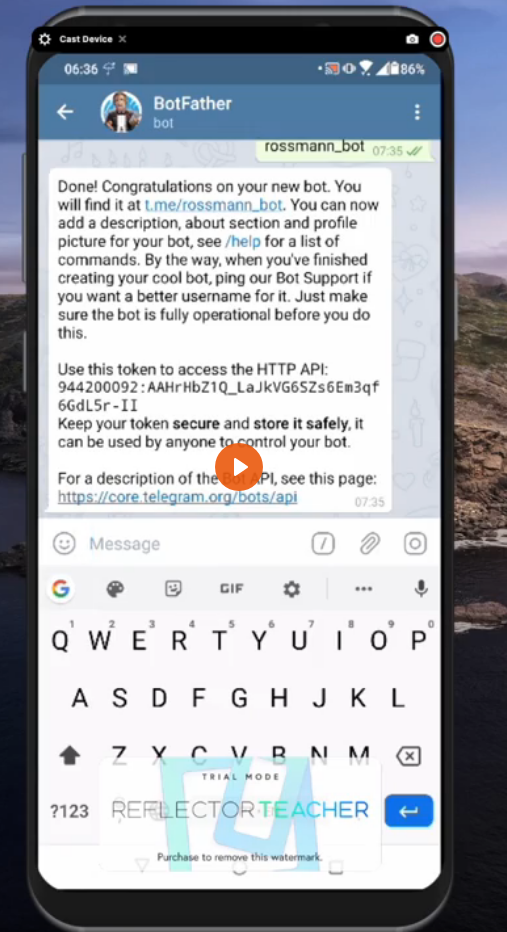 Cast Device
06:36
86%
BotFather
bot
rossmann_bot 07:35
Done! Congratulations on your new bot. You
will find it at t.me/rossmann_bot. You can now
add a description, about section and profile
picture for your bot, see /help for a list of
commands. By the way, when you've finished
creating your cool bot, ping our Bot Support if
you want a better username for it. Just make
sure the bot is fully operational before you do
this.
Use this token to access the HTTP API:
944200092:AAHrHbZ1Q_LaJkVG6SZs6Em3qf
6GdL5r-II
Keep your token secure and store it safely, it
can be used by anyone to control your bot.
For a description of the Bot API, see this page:
https://core.telegram.org/bots/api 07:35
Message
GIF
1 2 3 4 5 6 7 8 9 0
Q W E R T Y U I O P
A S D F G H J K L
Z X C V B N M
TRIAL MODE
?123
REFLECTOR TEACHER
Purchase to remove this watermark.